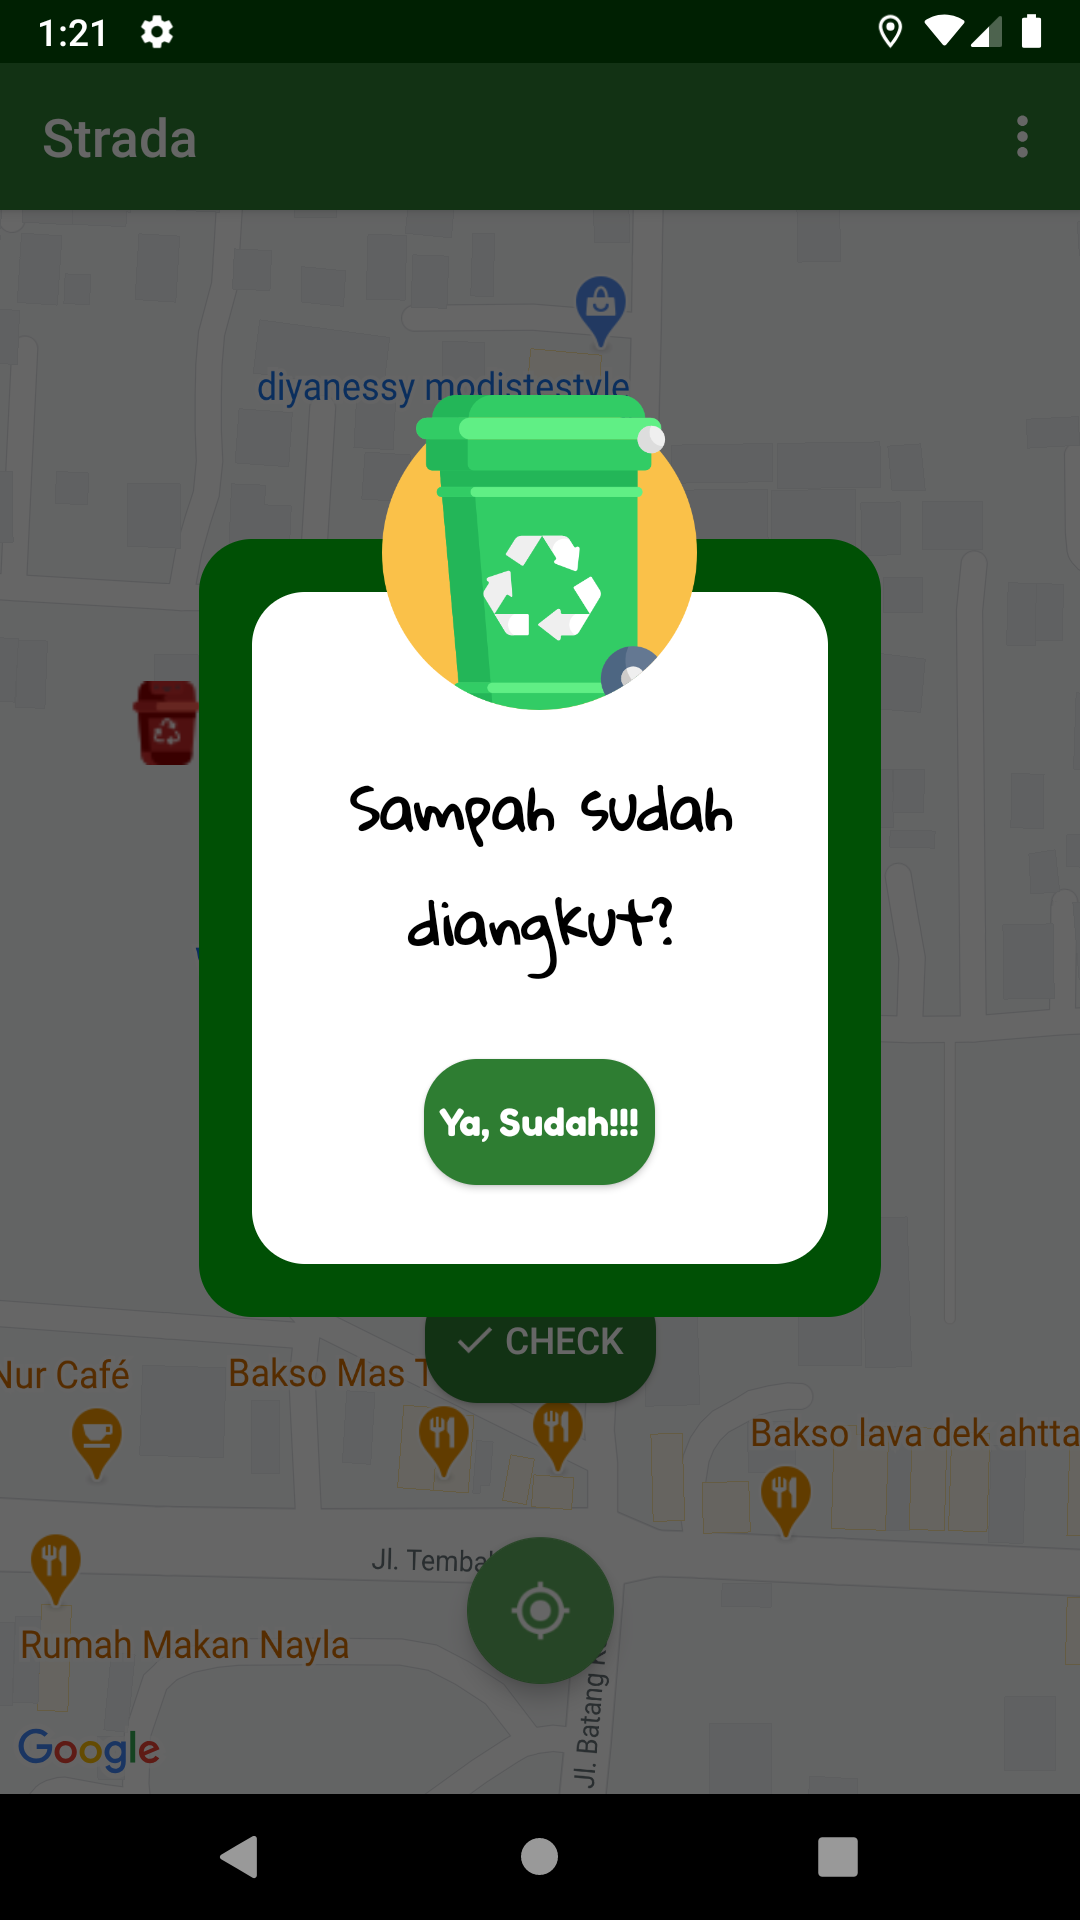 1:21
Strada
diyanessy modistestyle
Sampah sudah
diangkut?
Ya, Sudah!!!
CHECK
Nur Café
Bakso Mas
Bakso lava dek ahtta
Jl. Temba
Rumah Makan Nayla
Jl. Batang
Google